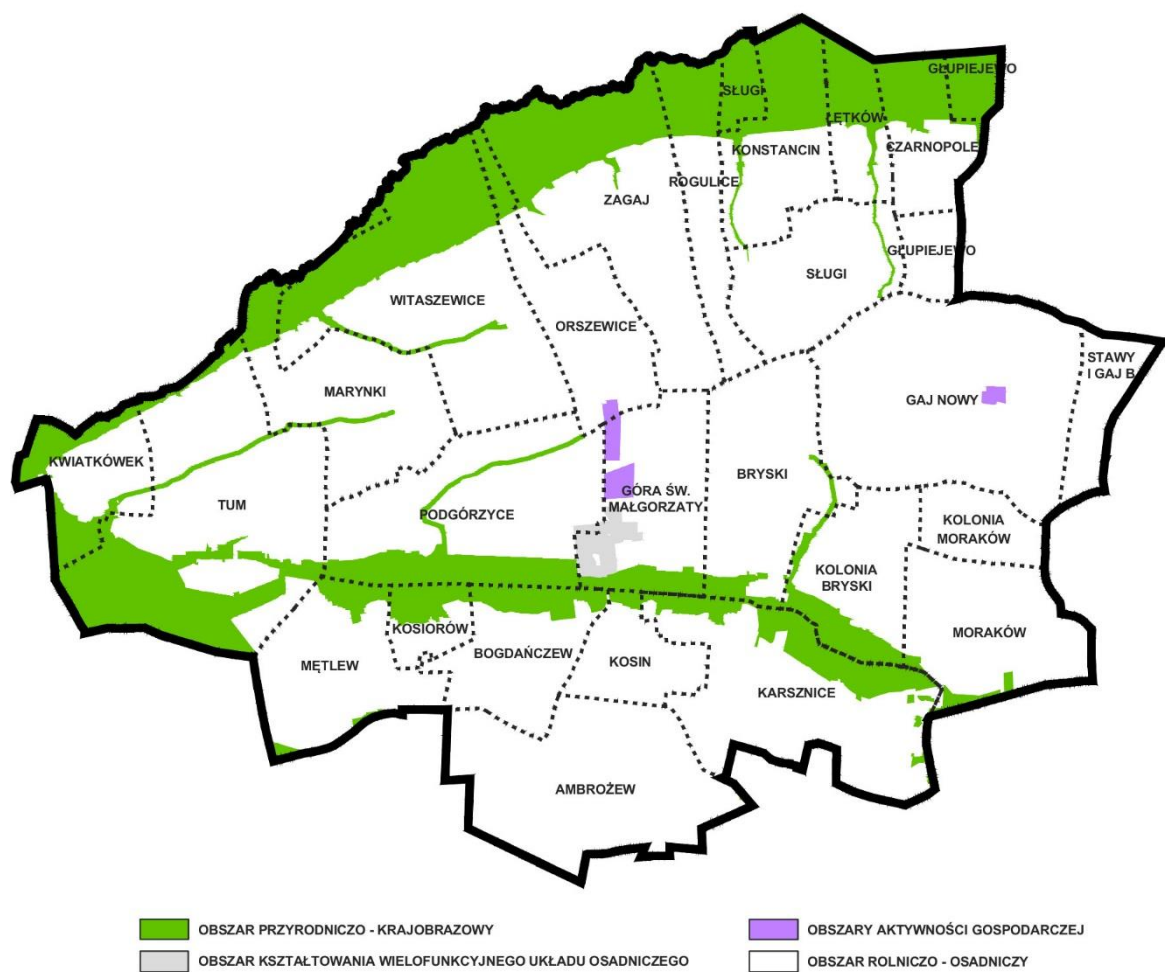 GŁUPIEJEWO
SŁUGI
ŁĘTKÓW
KONSTANCIN
CZARNOPOLE
ROGULICE
ZAGAJ
GŁUPIEJEWO
SŁUGI
WITASZEWICE
ORSZEWICE
STAWY
I GAJ B.
MARYNKI
GAJ NOWY
KWIATKÓWEK
BRYSKI
GÓRA ŚW.
MAŁGORZATY
TUM
PODGÓRZYCE
KOLONIA
MORAKÓW
KOLONIA
BRYSKI
KOSIORÓW
MORAKÓW
BOGDAŃCZEW
KOSIN
MĘTLEW
KARSZNICE
AMBROŻEW
OBSZAR PRZYRODNICZO - KRAJOBRAZOWY
OBSZARY AKTYWNOŚCI GOSPODARCZEJ
OBSZAR KSZTAŁTOWANIA WIELOFUNKCYJNEGO UKŁADU OSADNICZEGO
OBSZAR ROLNICZO - OSADNICZY